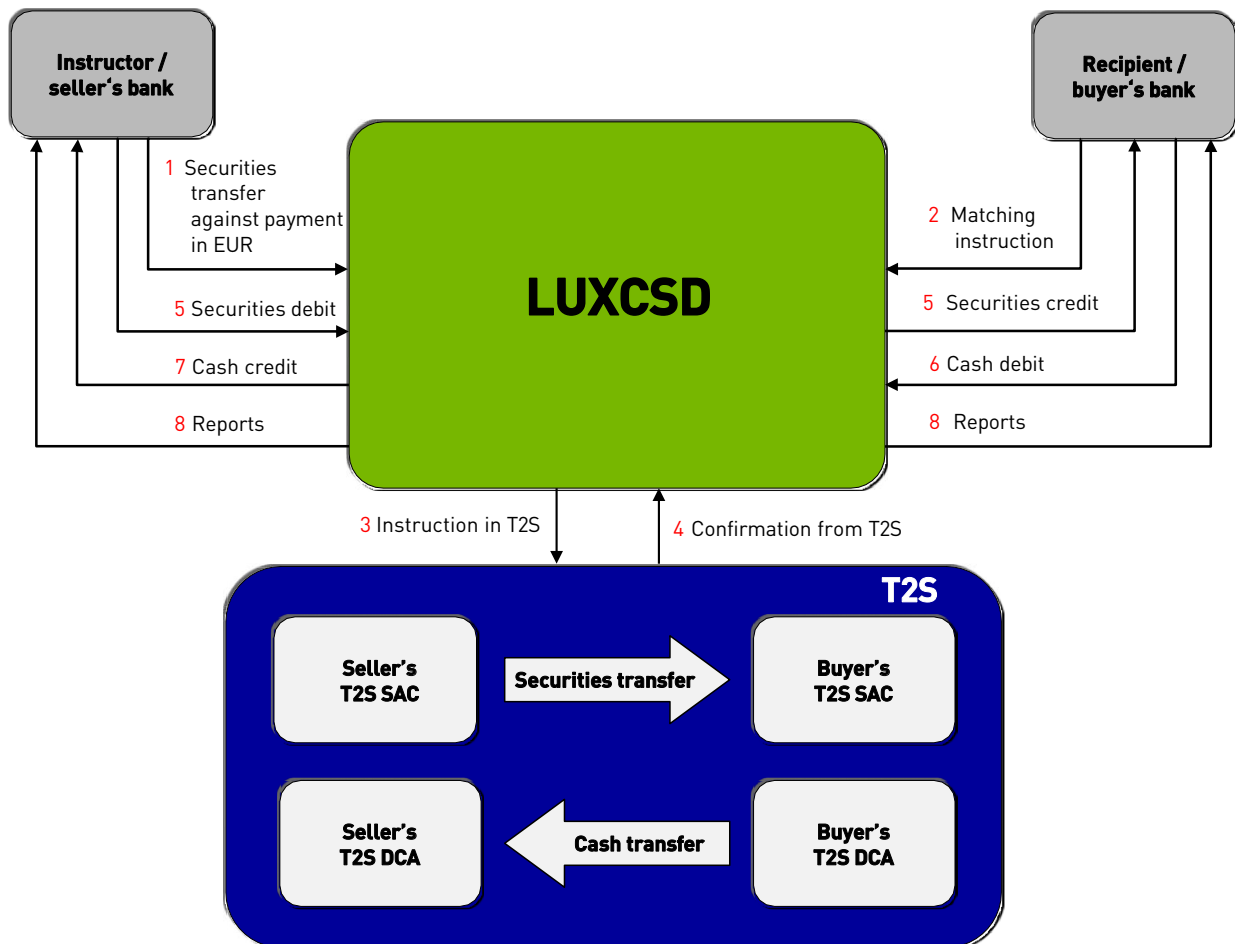 Instructor /
seller‘s bank
Recipient /
buyer‘s bank
1 Securities
transfer
against payment
in EUR
2 Matching
instruction
LUXCSD
5 Securities debit
5 Securities credit
7 Cash credit
6 Cash debit
8 Reports
8 Reports
3 Instruction in T2S
4 Confirmation from T2S
T2S
Seller’s
T2S SAC
Securities transfer
Buyer’s
T2S SAC
Seller’s
T2S DCA
Cash transfer
Buyer’s
T2S DCA